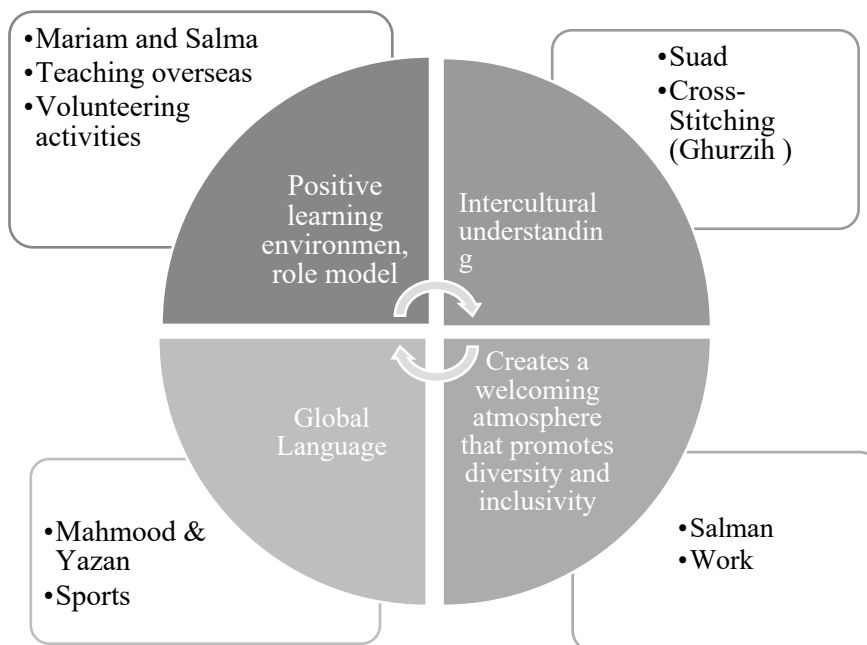 •Mariam and Salma
•Teaching overseas
•Volunteering
activities
•Suad
•Cross-
Stitching
(Ghurzih )
Positive
learning
environmen,
role model
Intercultural
understandin
g
Global
Language
Creates a
welcoming
atmosphere
that promotes
diversity and
inclusivity
•Mahmood &
Yazan
•Sports
•Salman
•Work